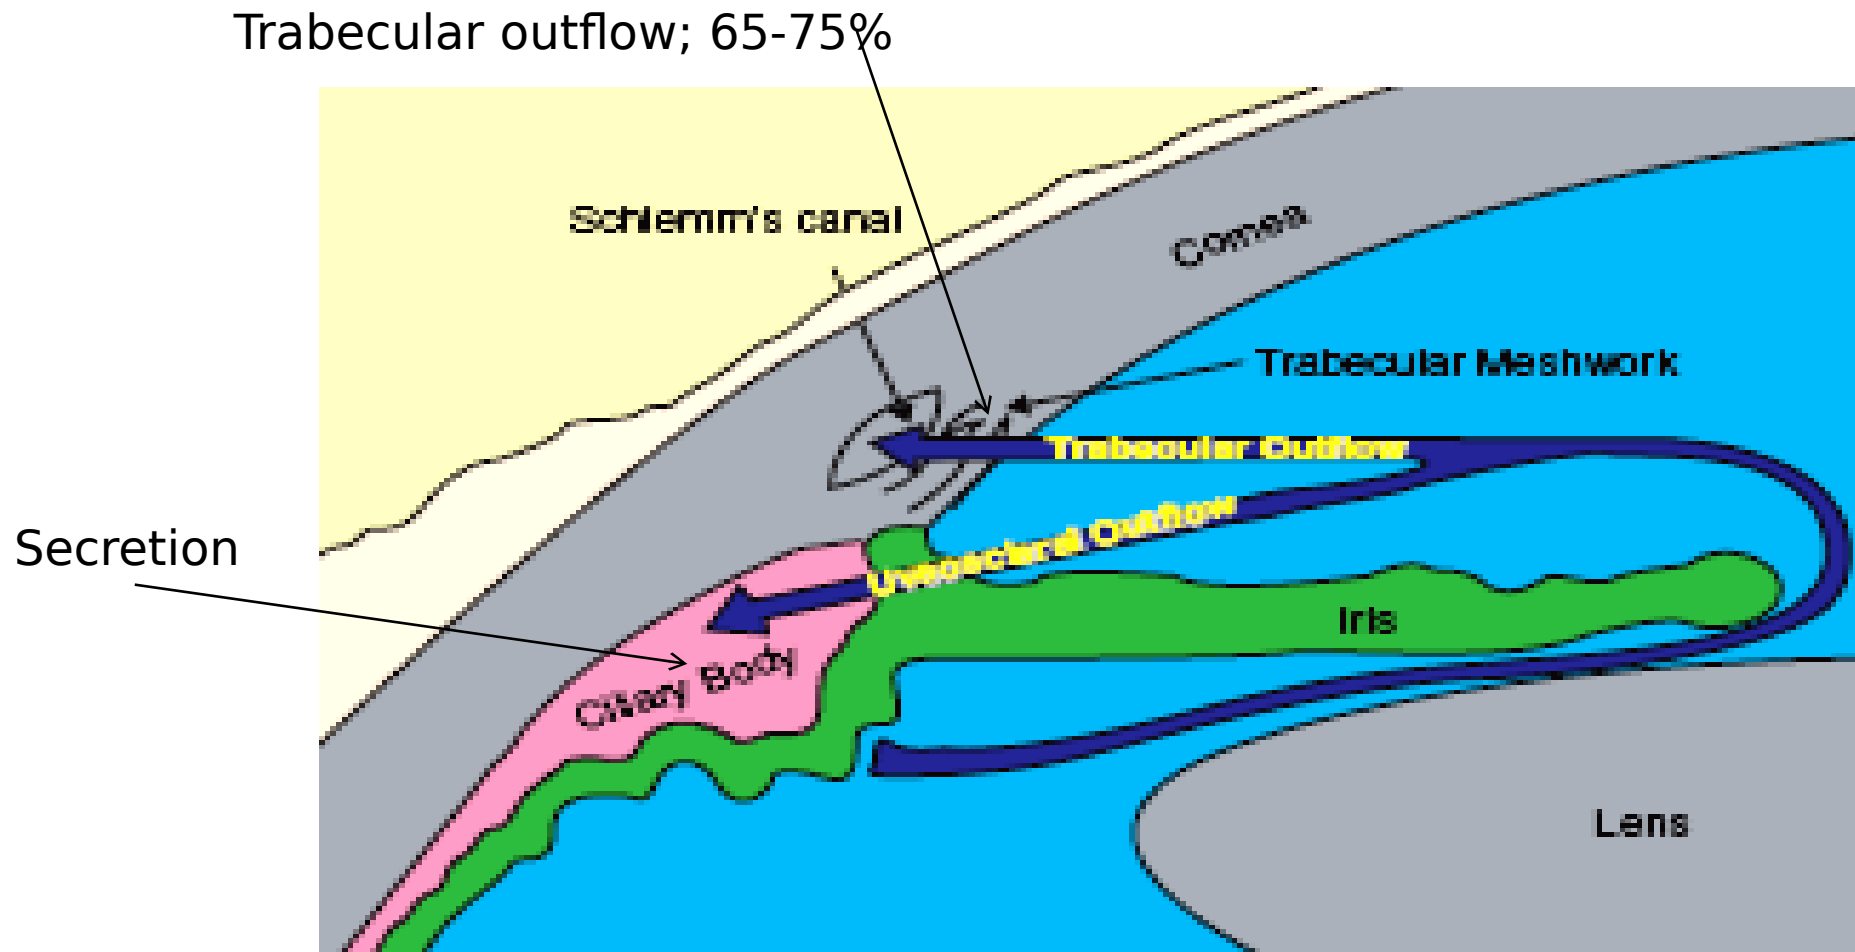 Trabecular outflow; 65-75%
Schlemm's canal
Cornea
Trabecular Meshwork
Trabecular Outflow
Uveoscleral Outflow
Secretion
Iris
Ciliary Body
Lens